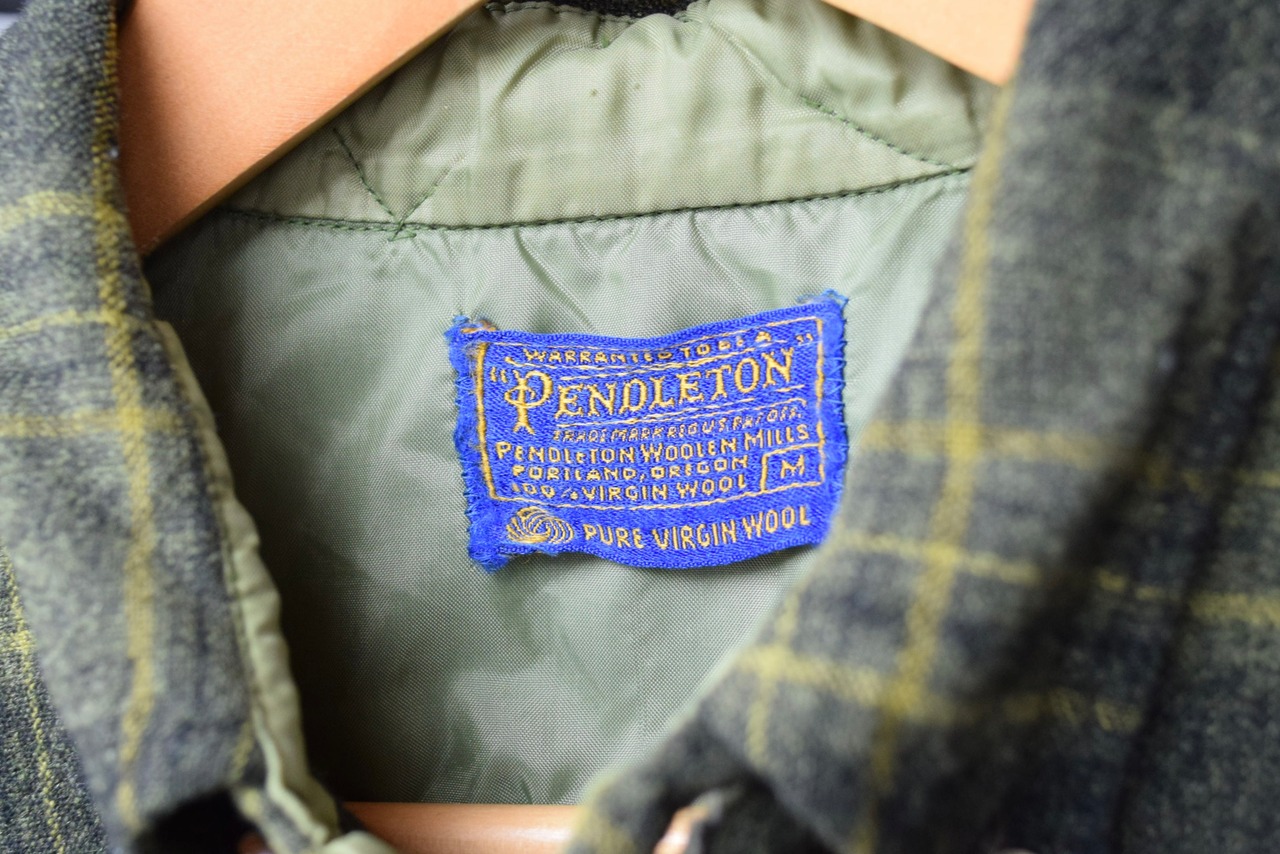 WARRANTED TO BE A
"PENDLETON"
TRADE MARK REG U.S. PAT. OFF.
PENDLETON WOOLEN MILLS
PORTLAND, OREGON
100% VIRGIN WOOL
M
PURE VIRGIN WOOL